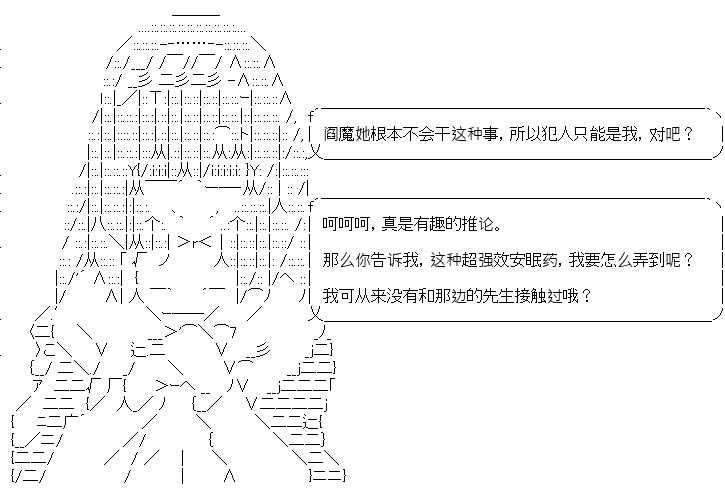 阎魔她根本不会干这种事，所以犯人只能是我，对吧？
呵呵呵，真是有趣的推论。
那么你告诉我，这种超强效安眠药，我要怎么弄到呢？
我可从来没有和那边的先生接触过哦？